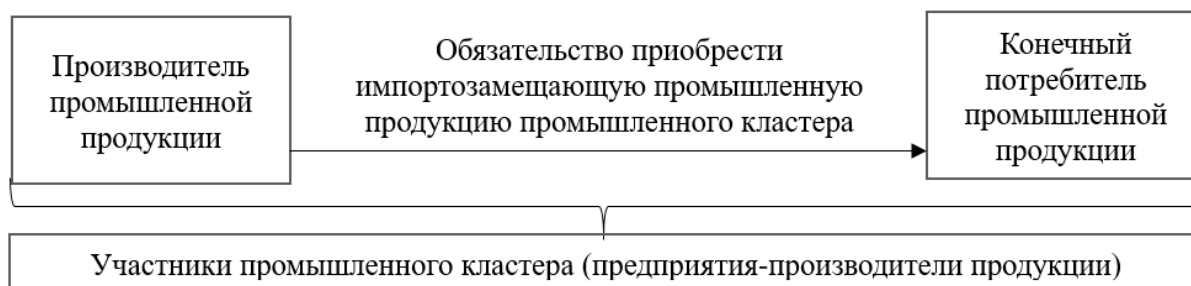 Производитель
промышленной
продукции
Обязательство приобрести
импортозамещающую промышленную
продукцию промышленного кластера
Конечный
потребитель
промышленной
продукции
Участники промышленного кластера (предприятия-производители продукции)